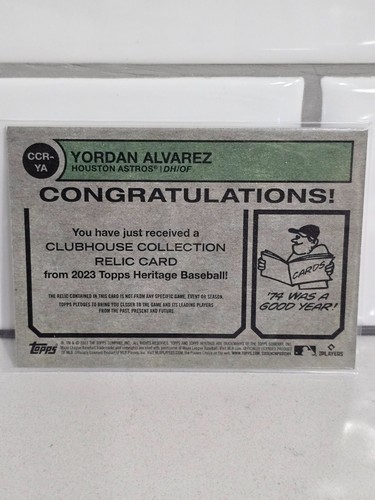 CCR-
YA
YORDAN ALVAREZ
HOUSTON ASTROS® | DH/OF
CONGRATULATIONS!
You have just received a
CLUBHOUSE COLLECTION
RELIC CARD
from 2023 Topps Heritage Baseball!
THE RELIC CONTAINED IN THIS CARD IS NOT FROM ANY SPECIFIC GAME, EVENT OR SEASON.
TOPPS PLEDGES TO BRING YOU CLOSER TO THE GAME AND ITS LEADING PLAYERS
FROM THE PAST, PRESENT AND FUTURE.
CARDS
'74 WAS A
GOOD YEAR!
topps
PLAYERS